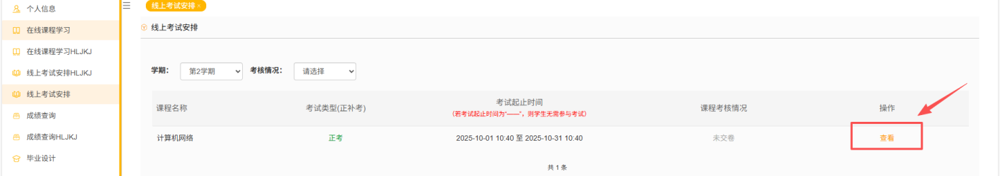 个人信息
在线课程学习
在线课程学习HLJKJ
线上考试安排HLJKJ
线上考试安排
成绩查询
成绩查询HLJKJ
毕业设计
线上考试安排 ×
线上考试安排
学期： 第2学期 考核情况： 请选择
课程名称 考试类型(正补考) 考试起止时间 课程考核情况 操作
(若考试起止时间为“——”，则学生无需参与考试)
计算机网络 正考 2025-10-01 10:40 至 2025-10-31 10:40 未交卷 查看
共 1 条